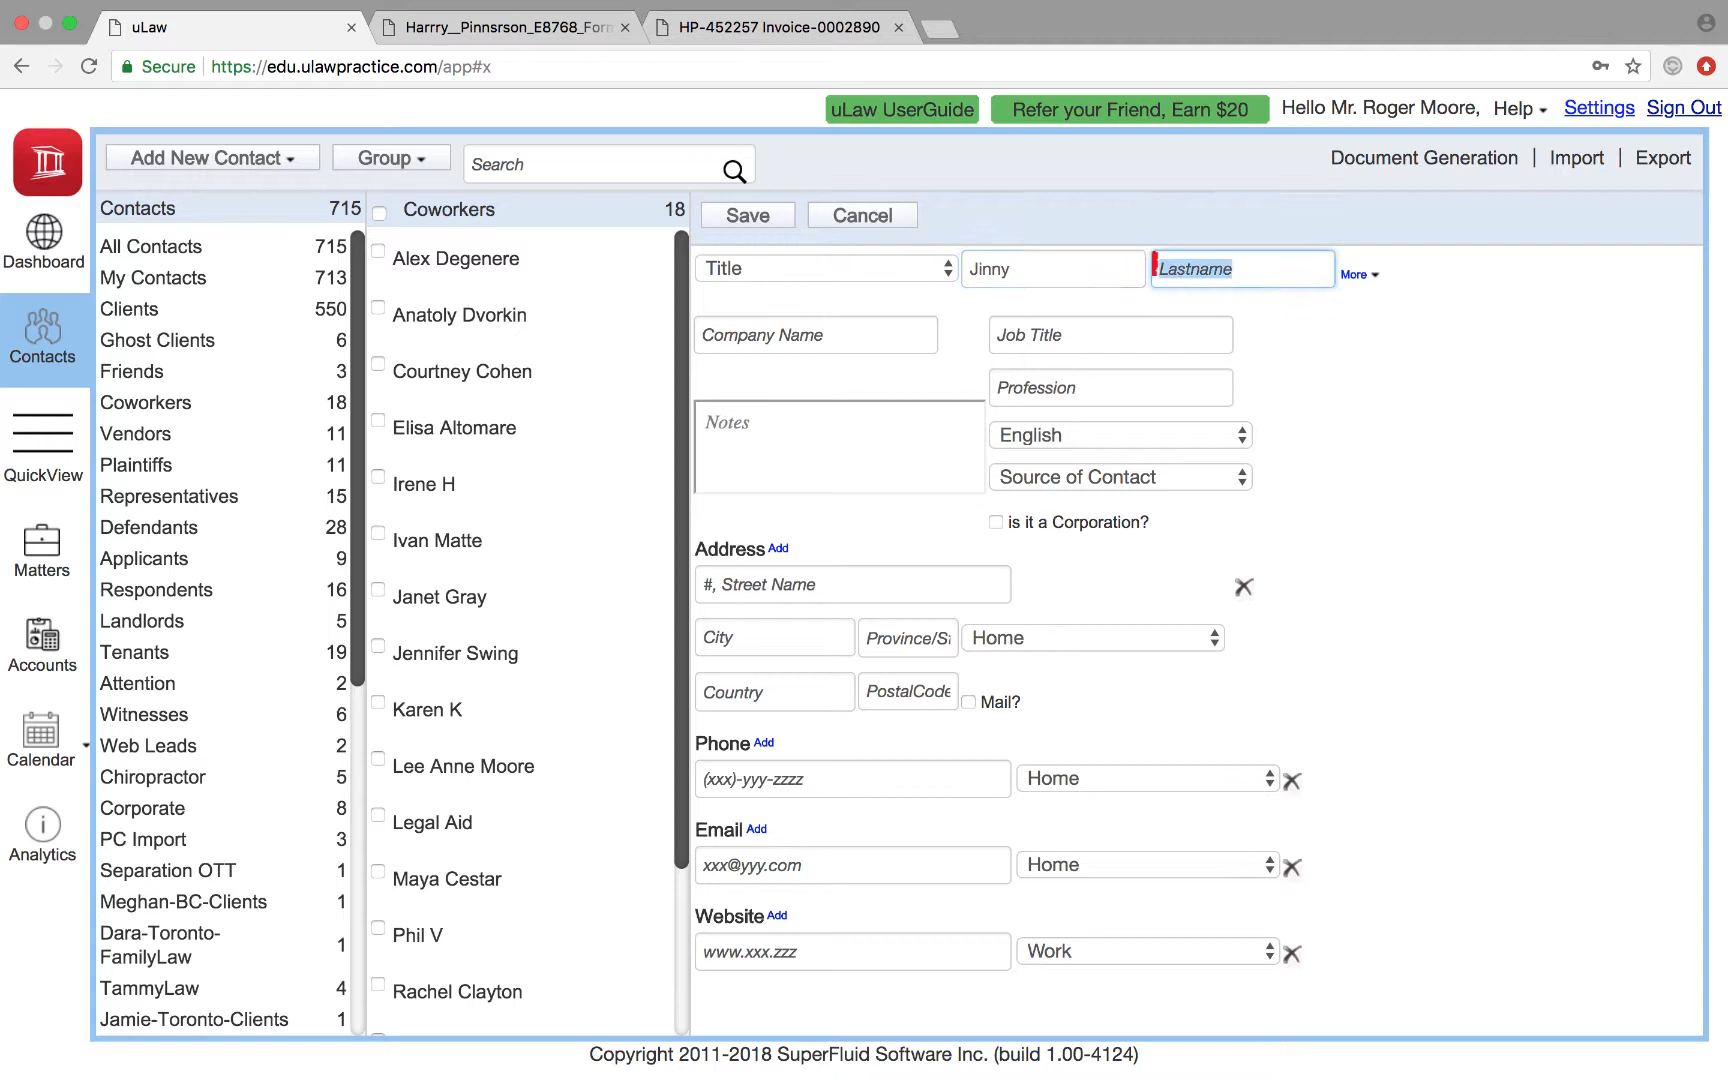 uLaw
Harrry__Pinnsrson_E8768_Forn
HP-452257 Invoice-0002890
Secure
https://edu.ulawpractice.com/app#x
uLaw UserGuide
Refer your Friend, Earn $20
Hello Mr. Roger Moore,
Help
Settings
Sign Out
Add New Contact
Group
Search
Document Generation | Import | Export
Dashboard
Contacts
QuickView
Matters
Accounts
Calendar
Analytics
Contacts 715
All Contacts 715
My Contacts 713
Clients 550
Ghost Clients 6
Friends 3
Coworkers 18
Vendors 11
Plaintiffs 11
Representatives 15
Defendants 28
Applicants 9
Respondents 16
Landlords 5
Tenants 19
Attention 2
Witnesses 6
Web Leads 2
Chiropractor 5
Corporate 8
PC Import 3
Separation OTT 1
Meghan-BC-Clients 1
Dara-Toronto-
FamilyLaw 1
TammyLaw 4
Jamie-Toronto-Clients 1
Coworkers 18
Alex Degenere
Anatoly Dvorkin
Courtney Cohen
Elisa Altomare
Irene H
Ivan Matte
Janet Gray
Jennifer Swing
Karen K
Lee Anne Moore
Legal Aid
Maya Cestar
Phil V
Rachel Clayton
Save
Cancel
Title
Jinny
Lastname
More
Company Name
Job Title
Profession
Notes
English
Source of Contact
is it a Corporation?
Address Add
#, Street Name
City
Province/St
Home
Country
PostalCode
Mail?
Phone Add
(xxx)-yyy-zzzz
Home
Email Add
xxx@yyy.com
Home
Website Add
www.xxx.zzz
Work
Copyright 2011-2018 SuperFluid Software Inc. (build 1.00-4124)